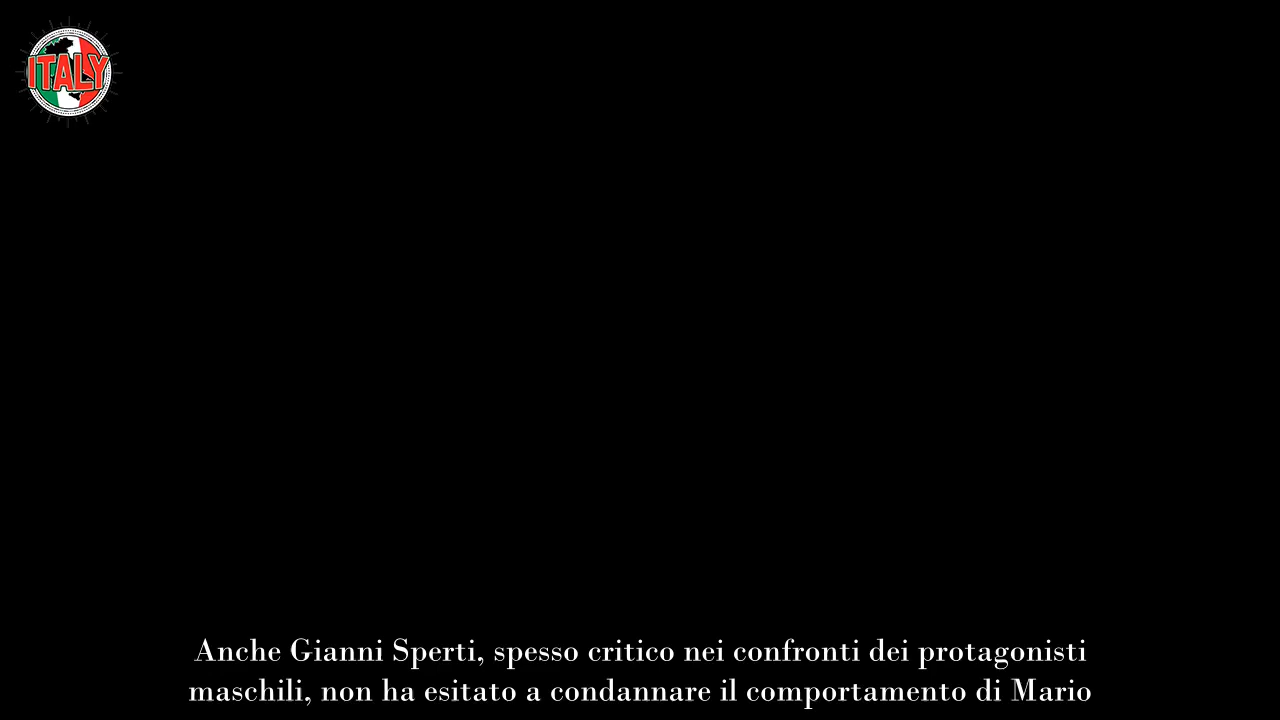 ITALY
Anche Gianni Sperti, spesso critico nei confronti dei protagonisti
maschili, non ha esitato a condannare il comportamento di Mario